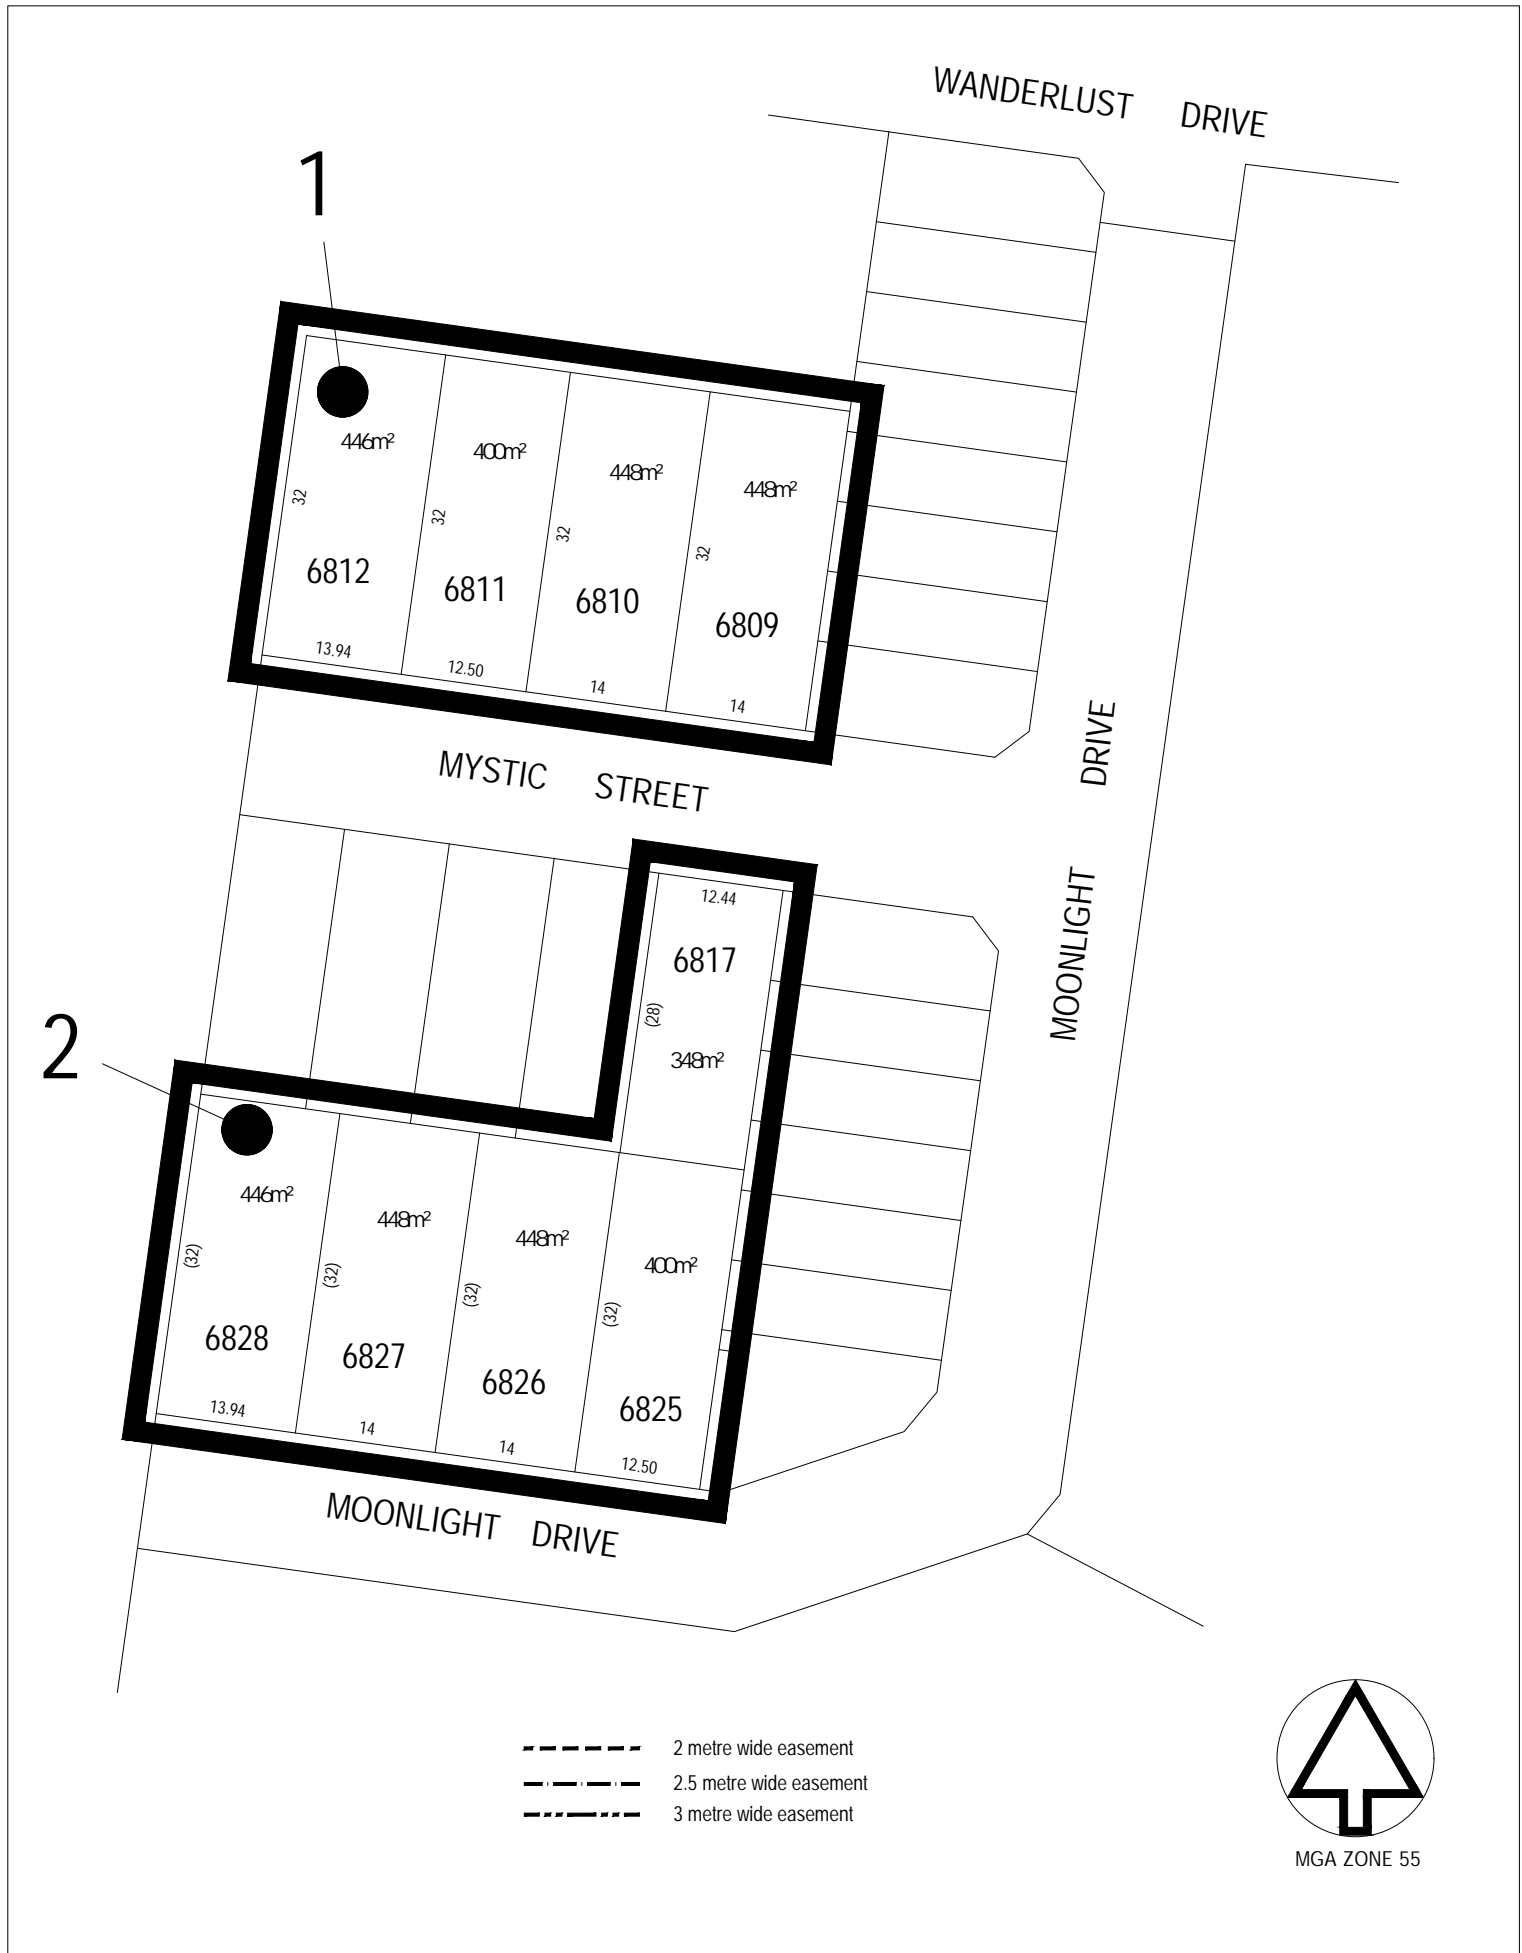 WANDERLUST DRIVE
1
446m²
400m²
448m²
448m²
32
32
32
32
6812
6811
6810
6809
13.94
12.50
14
14
MYSTIC STREET
MOONLIGHT DRIVE
12.44
6817
(28)
348m²
2
446m²
448m²
448m²
400m²
(32)
(32)
(32)
(32)
6828
6827
6826
6825
13.94
14
14
12.50
MOONLIGHT DRIVE
2 metre wide easement
2.5 metre wide easement
3 metre wide easement
MGA ZONE 55